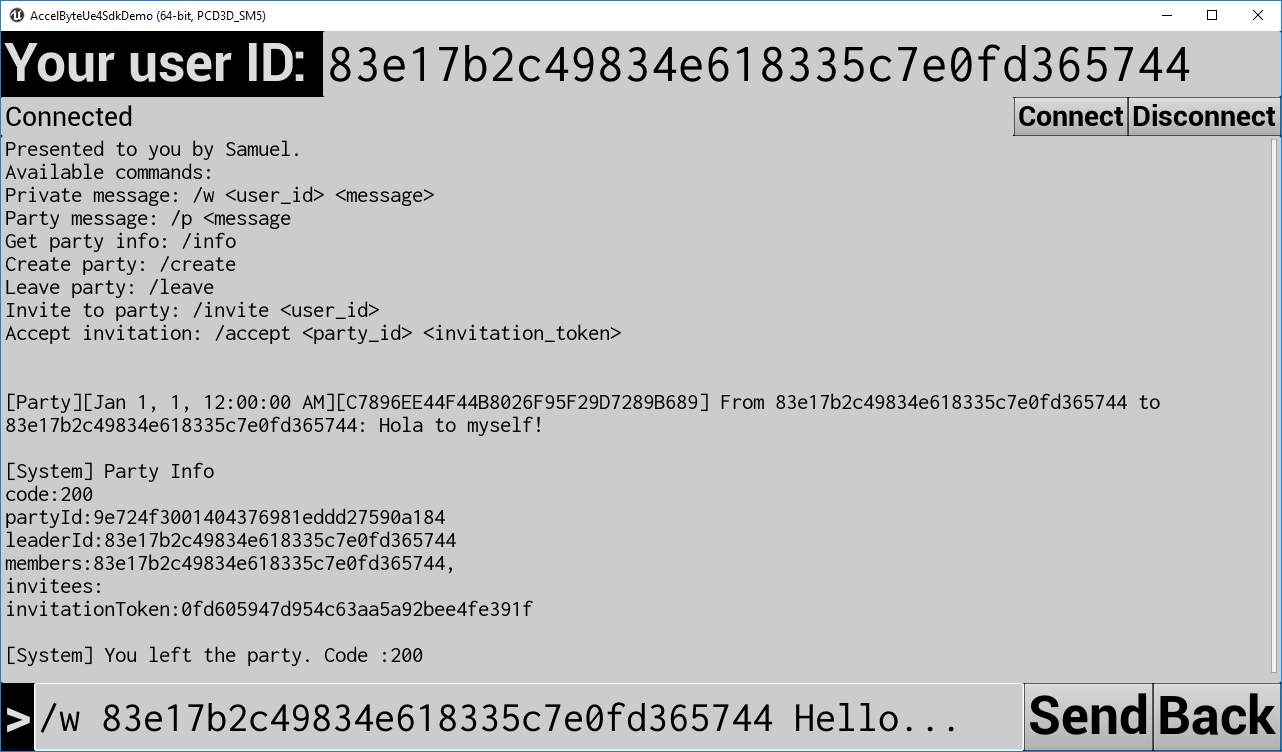 AccelByteUe4SdkDemo (64-bit, PCD3D_SM5)
Your user ID: 83e17b2c49834e618335c7e0fd365744
Connected Connect Disconnect
Presented to you by Samuel.
Available commands:
Private message: /w <user_id> <message>
Party message: /p <message
Get party info: /info
Create party: /create
Leave party: /leave
Invite to party: /invite <user_id>
Accept invitation: /accept <party_id> <invitation_token>
[Party][Jan 1, 1, 12:00:00 AM][C7896EE44F44B8026F95F29D7289B689] From 83e17b2c49834e618335c7e0fd365744 to
83e17b2c49834e618335c7e0fd365744: Hola to myself!
[System] Party Info
code:200
partyId:9e724f3001404376981eddd27590a184
leaderId:83e17b2c49834e618335c7e0fd365744
members:83e17b2c49834e618335c7e0fd365744,
invitees:
invitationToken:0fd605947d954c63aa5a92bee4fe391f
[System] You left the party. Code :200
> /w 83e17b2c49834e618335c7e0fd365744 Hello... Send Back